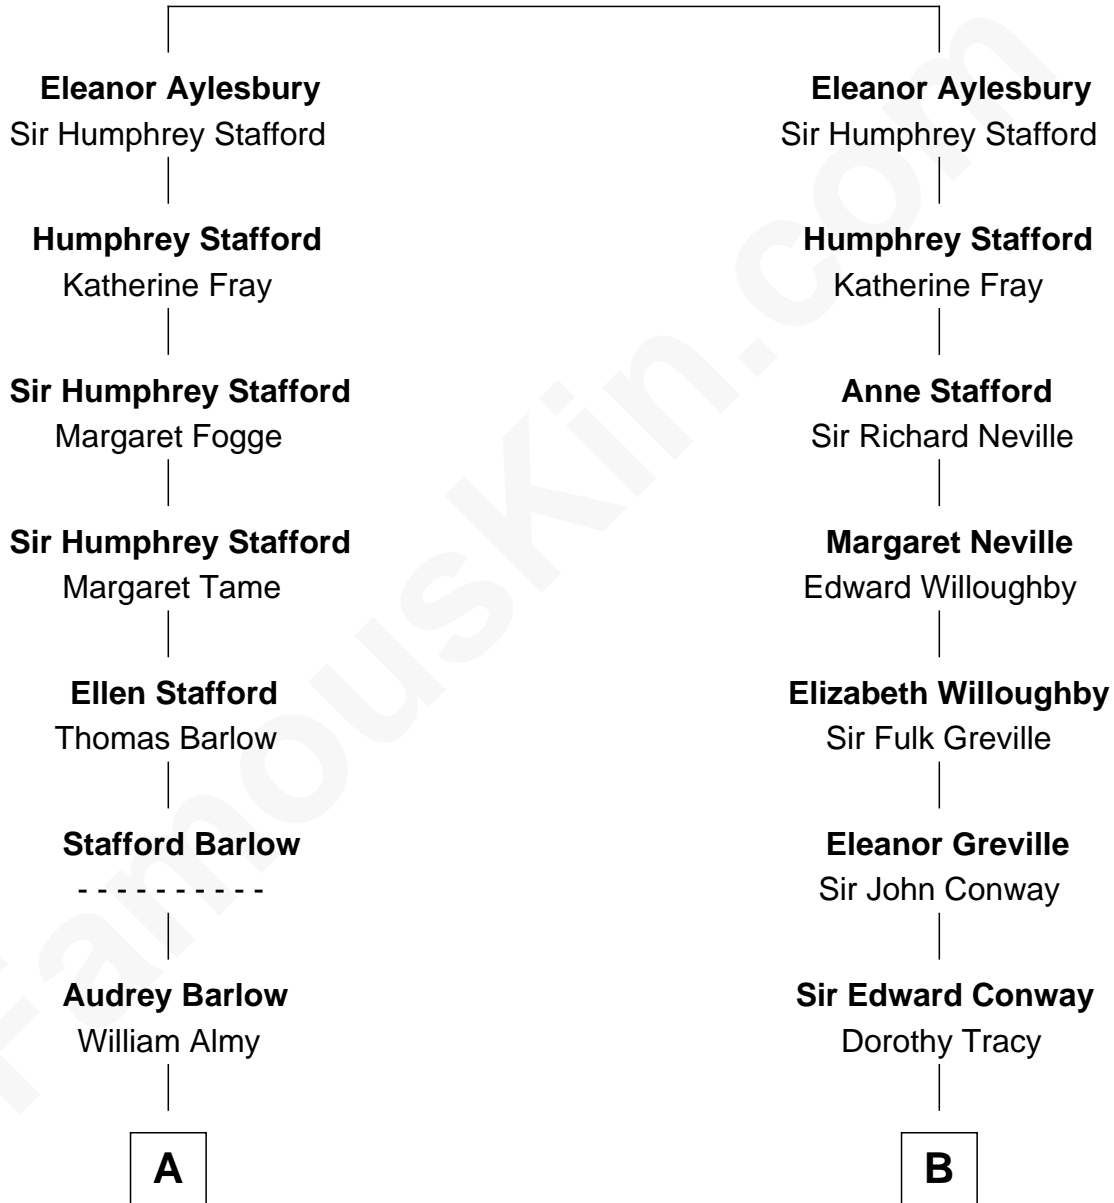 Eleanor Aylesbury
Sir Humphrey Stafford
Humphrey Stafford
Katherine Fray
Sir Humphrey Stafford
Margaret Fogge
Sir Humphrey Stafford
Margaret Tame
Ellen Stafford
Thomas Barlow
Stafford Barlow
- - - - - - - - - -
Audrey Barlow
William Almy
A
Eleanor Aylesbury
Sir Humphrey Stafford
Humphrey Stafford
Katherine Fray
Anne Stafford
Sir Richard Neville
Margaret Neville
Edward Willoughby
Elizabeth Willoughby
Sir Fulk Greville
Eleanor Greville
Sir John Conway
Sir Edward Conway
Dorothy Tracy
B
FamousKin.com